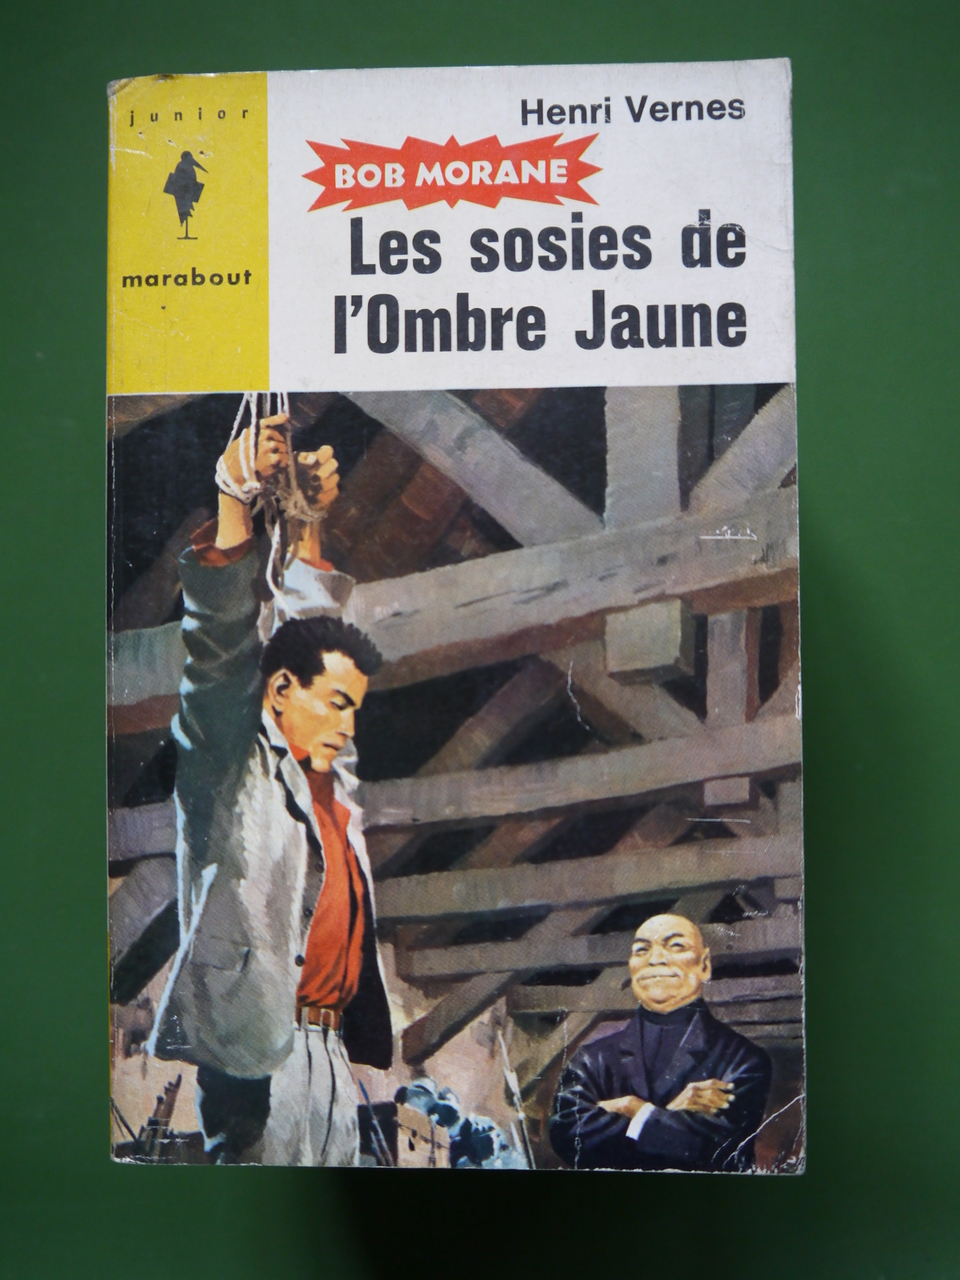 junior
marabout
Henri Vernes
BOB MORANE
Les sosies de
l'Ombre Jaune